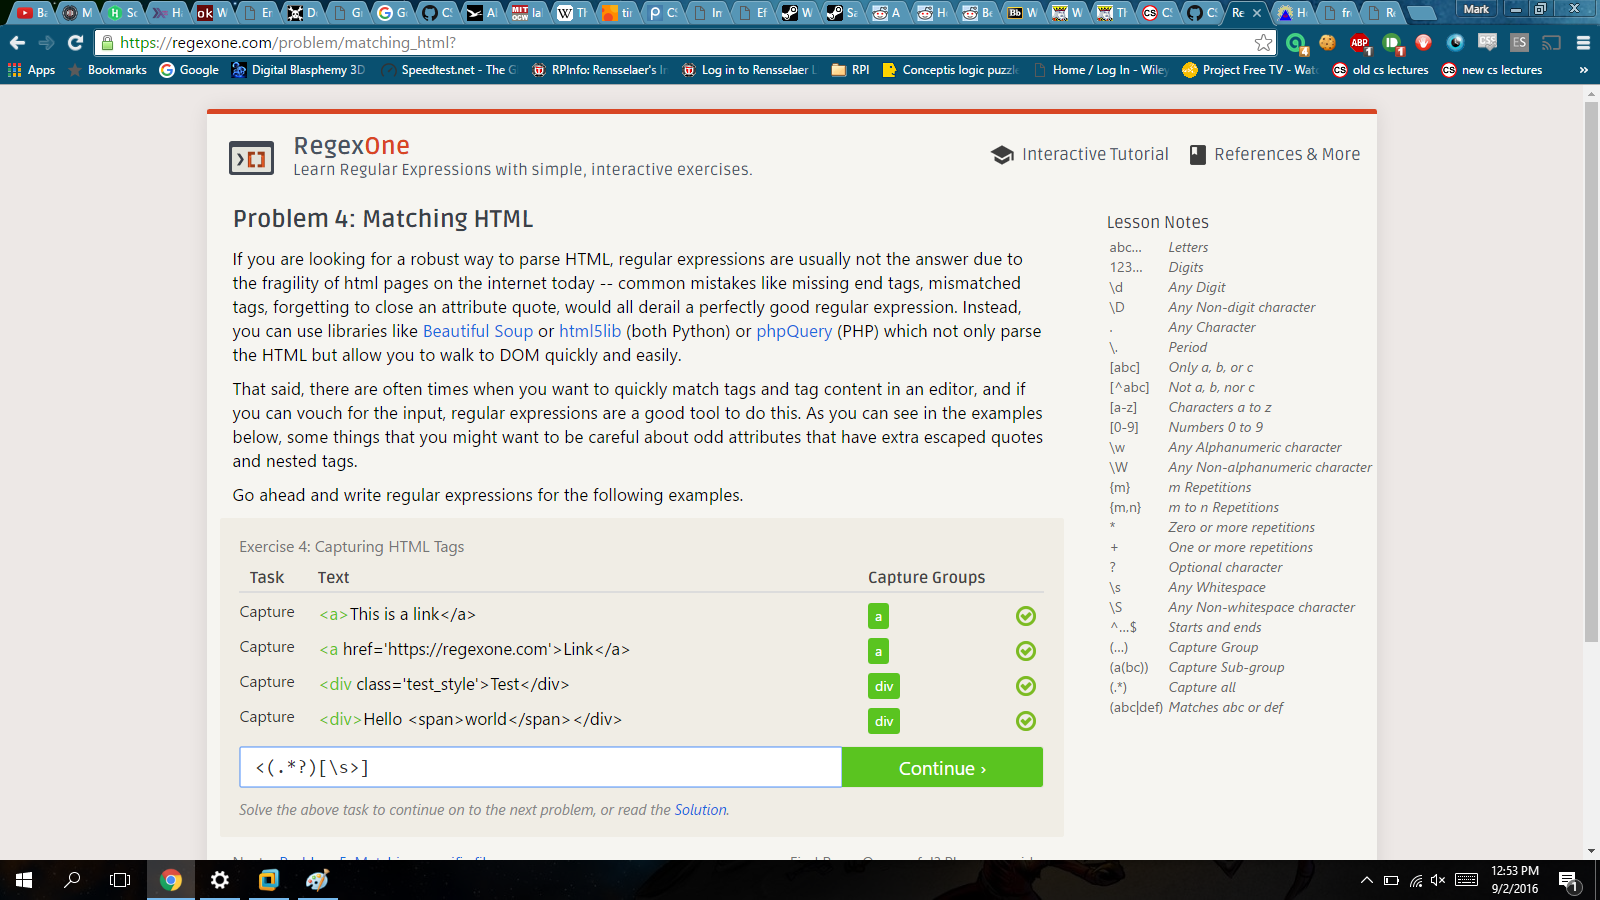 Mark
https://regexone.com/problem/matching_html?
Apps Bookmarks Google Digital Blasphemy 3D Speedtest.net - The G RPInfo: Rensselaer's I Log in to Rensselaer RPI Conceptis logic puzzle Home / Log In - Wiley Project Free TV - Wat old cs lectures new cs lectures »
RegexOne
Learn Regular Expressions with simple, interactive exercises.
Interactive Tutorial References & More
Problem 4: Matching HTML
If you are looking for a robust way to parse HTML, regular expressions are usually not the answer due to
the fragility of html pages on the internet today -- common mistakes like missing end tags, mismatched
tags, forgetting to close an attribute quote, would all derail a perfectly good regular expression. Instead,
you can use libraries like Beautiful Soup or html5lib (both Python) or phpQuery (PHP) which not only parse
the HTML but allow you to walk to DOM quickly and easily.
That said, there are often times when you want to quickly match tags and tag content in an editor, and if
you can vouch for the input, regular expressions are a good tool to do this. As you can see in the examples
below, some things that you might want to be careful about odd attributes that have extra escaped quotes
and nested tags.
Go ahead and write regular expressions for the following examples.
Exercise 4: Capturing HTML Tags
Task Text Capture Groups
Capture <a>This is a link</a> a
Capture <a href='https://regexone.com'>Link</a> a
Capture <div class='test_style'>Test</div> div
Capture <div>Hello <span>world</span></div> div
<(.*?)[\s>]
Continue ›
Solve the above task to continue on to the next problem, or read the Solution.
Lesson Notes
abc... Letters
123... Digits
\d Any Digit
\D Any Non-digit character
. Any Character
\. Period
[abc] Only a, b, or c
[^abc] Not a, b, nor c
[a-z] Characters a to z
[0-9] Numbers 0 to 9
\w Any Alphanumeric character
\W Any Non-alphanumeric character
{m} m Repetitions
{m,n} m to n Repetitions
* Zero or more repetitions
+ One or more repetitions
? Optional character
\s Any Whitespace
\S Any Non-whitespace character
^...$ Starts and ends
(...) Capture Group
(a(bc)) Capture Sub-group
(.*) Capture all
(abc|def) Matches abc or def
12:53 PM
9/2/2016